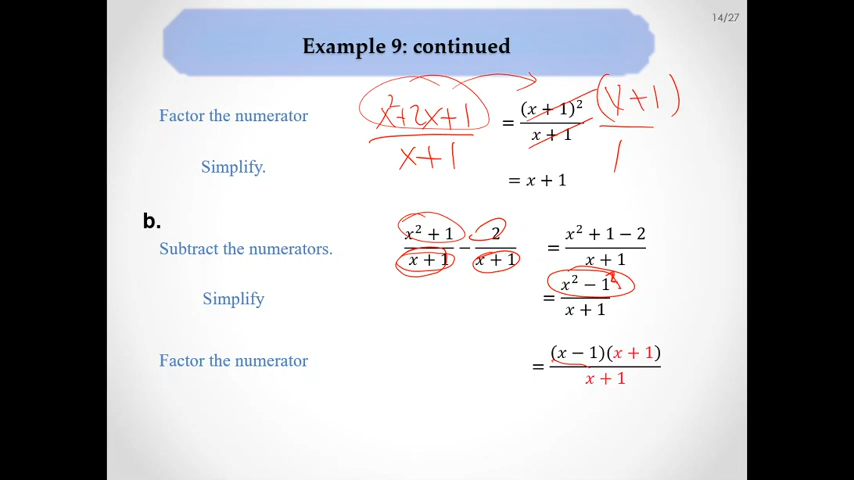 14/27
Example 9: continued
Factor the numerator
x²+2x+1 / x+1 = (x + 1)² / x + 1 (x+1) / 1
Simplify.
= x + 1
b.
Subtract the numerators.
x² + 1 / x + 1 − 2 / x + 1 = x² + 1 − 2 / x + 1
Simplify
= x² − 1 / x + 1
Factor the numerator
= (x − 1)(x + 1) / x + 1